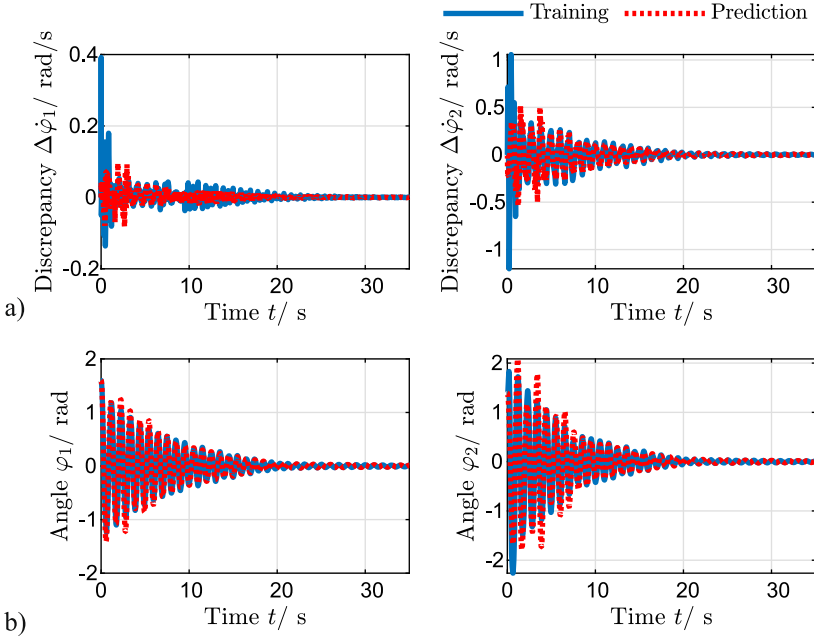 Training Prediction
a)
Discrepancy Δφ̇₁/ rad/s
0.4
0.2
0
-0.2
0 10 20 30
Time t/ s
Discrepancy Δφ̇₂/ rad/s
1
0.5
0
-0.5
-1
0 10 20 30
Time t/ s
b)
Angle φ₁/ rad
2
1
0
-1
-2
0 10 20 30
Time t/ s
Angle φ₂/ rad
2
1
0
-1
-2
0 10 20 30
Time t/ s